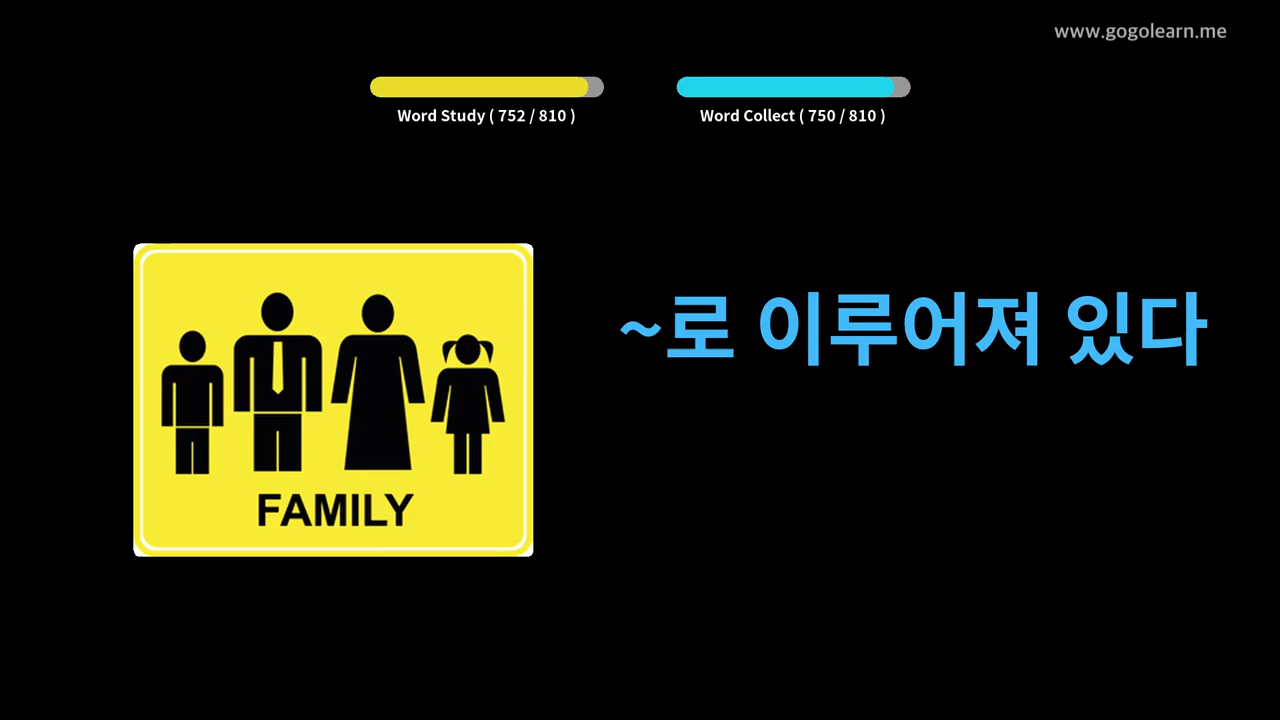 www.gogolearn.me
Word Study ( 752 / 810 )
Word Collect ( 750 / 810 )
~로 이루어져 있다
FAMILY